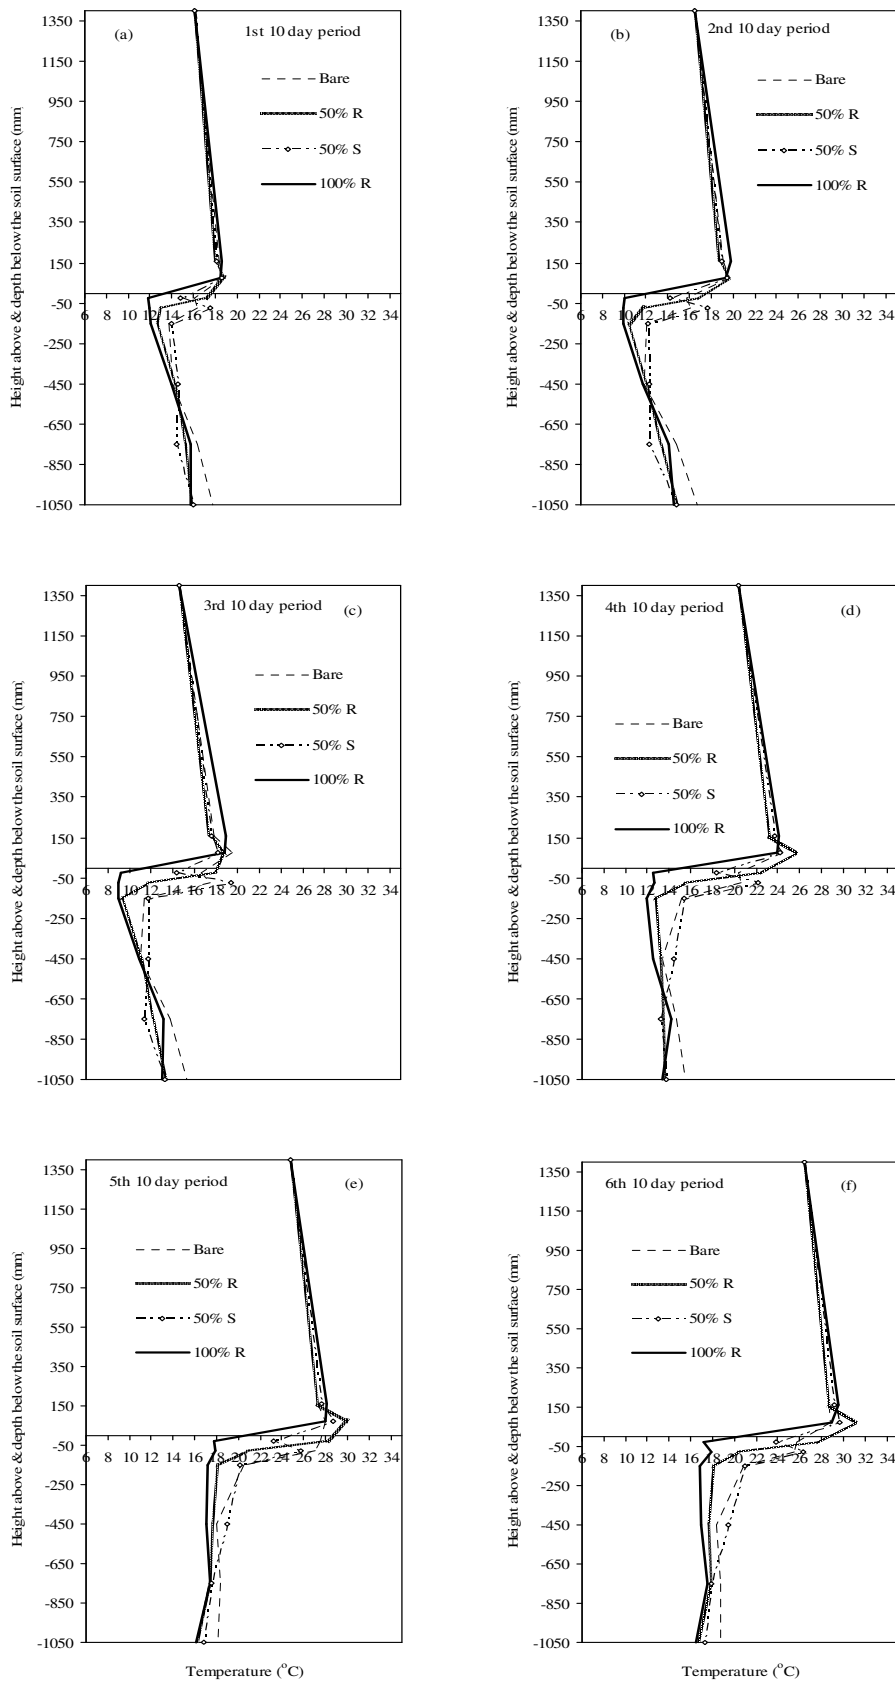 (a) 1st 10 day period
Bare
50% R
50% S
100% R
1350
1150
950
750
550
350
150
-50
-250
-450
-650
-850
-1050
6 8 10 12 14 16 18 20 22 24 26 28 30 32 34
Height above & depth below the soil surface (mm)
(b) 2nd 10 day period
Bare
50% R
50% S
100% R
1350
1150
950
750
550
350
150
-50
-250
-450
-650
-850
-1050
6 8 10 12 14 16 18 20 22 24 26 28 30 32 34
Height above & depth below the soil surface (mm)
3rd 10 day period (c)
Bare
50% R
50% S
100% R
1350
1150
950
750
550
350
150
-50
-250
-450
-650
-850
-1050
6 8 10 12 14 16 18 20 22 24 26 28 30 32 34
Height above & depth below the soil surface (mm)
4th 10 day period (d)
Bare
50% R
50% S
100% R
1350
1150
950
750
550
350
150
-50
-250
-450
-650
-850
-1050
6 8 10 12 14 16 18 20 22 24 26 28 30 32 34
Height above & depth below the soil surface (mm)
5th 10 day period (e)
Bare
50% R
50% S
100% R
1350
1150
950
750
550
350
150
-50
-250
-450
-650
-850
-1050
6 8 10 12 14 16 18 20 22 24 26 28 30 32 34
Height above & depth below the soil surface (mm)
Temperature (°C)
6th 10 day period (f)
Bare
50% R
50% S
100% R
1350
1150
950
750
550
350
150
-50
-250
-450
-650
-850
-1050
6 8 10 12 14 16 18 20 22 24 26 28 30 32 34
Height above & depth below the soil surface (mm)
Temperature (°C)